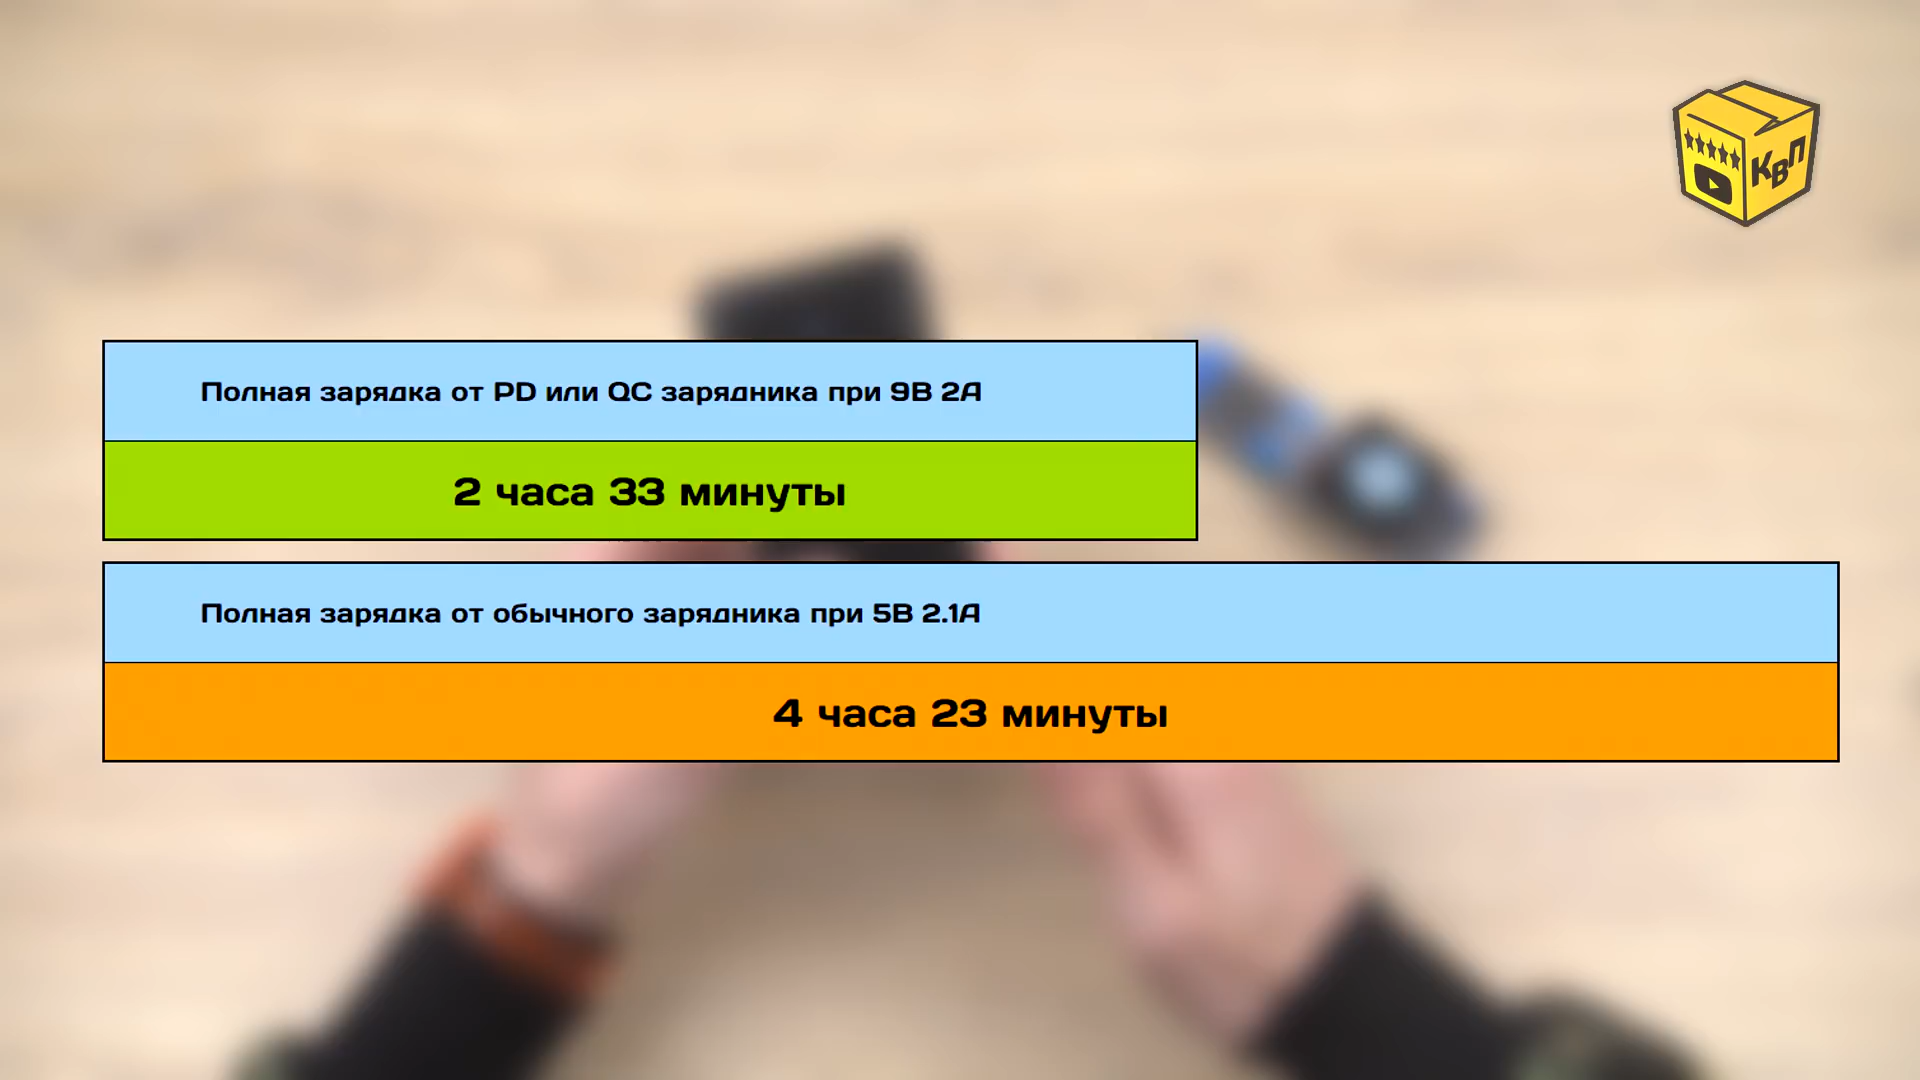 КВП
Полная зарядка от PD или QC зарядника при 9В 2А
2 часа 33 минуты
Полная зарядка от обычного зарядника при 5В 2.1А
4 часа 23 минуты